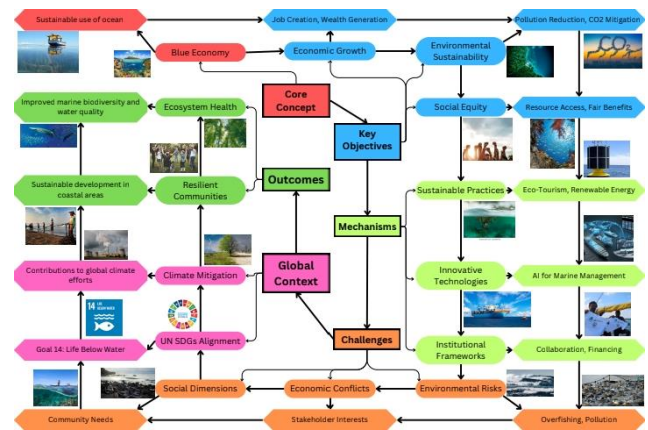 Sustainable use of ocean
Job Creation, Wealth Generation
Pollution Reduction, CO2 Mitigation
Blue Economy
Economic Growth
Environmental
Sustainability
CO2
Improved marine biodiversity and
water quality
Ecosystem Health
Core
Concept
Key
Objectives
Social Equity
Resource Access, Fair Benefits
Sustainable development in
coastal areas
Resilient
Communities
Outcomes
Sustainable Practices
Eco-Tourism, Renewable Energy
Mechanisms
Contributions to global climate
efforts
Climate Mitigation
Global
Context
Innovative
Technologies
AI for Marine Management
14 LIFE
BELOW WATER
Goal 14: Life Below Water
UN SDGs Alignment
Challenges
Institutional
Frameworks
Collaboration, Financing
Social Dimensions
Economic Conflicts
Environmental Risks
Community Needs
Stakeholder Interests
Overfishing, Pollution